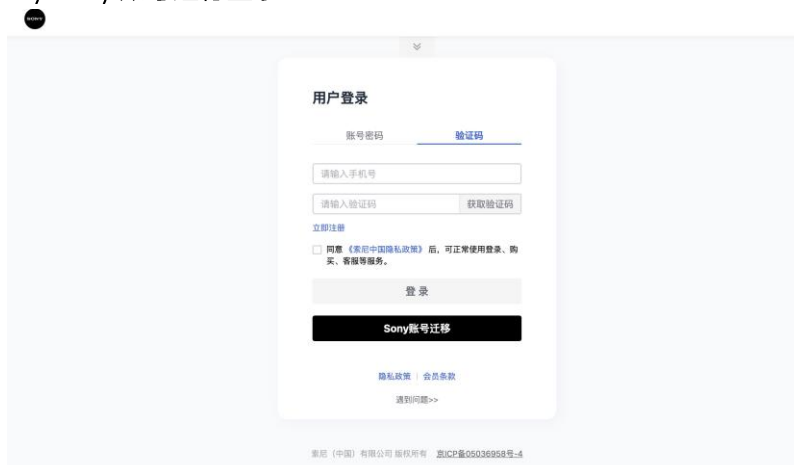 SONY
用户登录
账号密码 验证码
请输入手机号
请输入验证码 获取验证码
立即注册
同意《索尼中国隐私政策》后，可正常使用登录、购
买、客服等服务。
登 录
Sony账号迁移
隐私政策 | 会员条款
遇到问题>>
索尼（中国）有限公司 版权所有 京ICP备05036958号-4